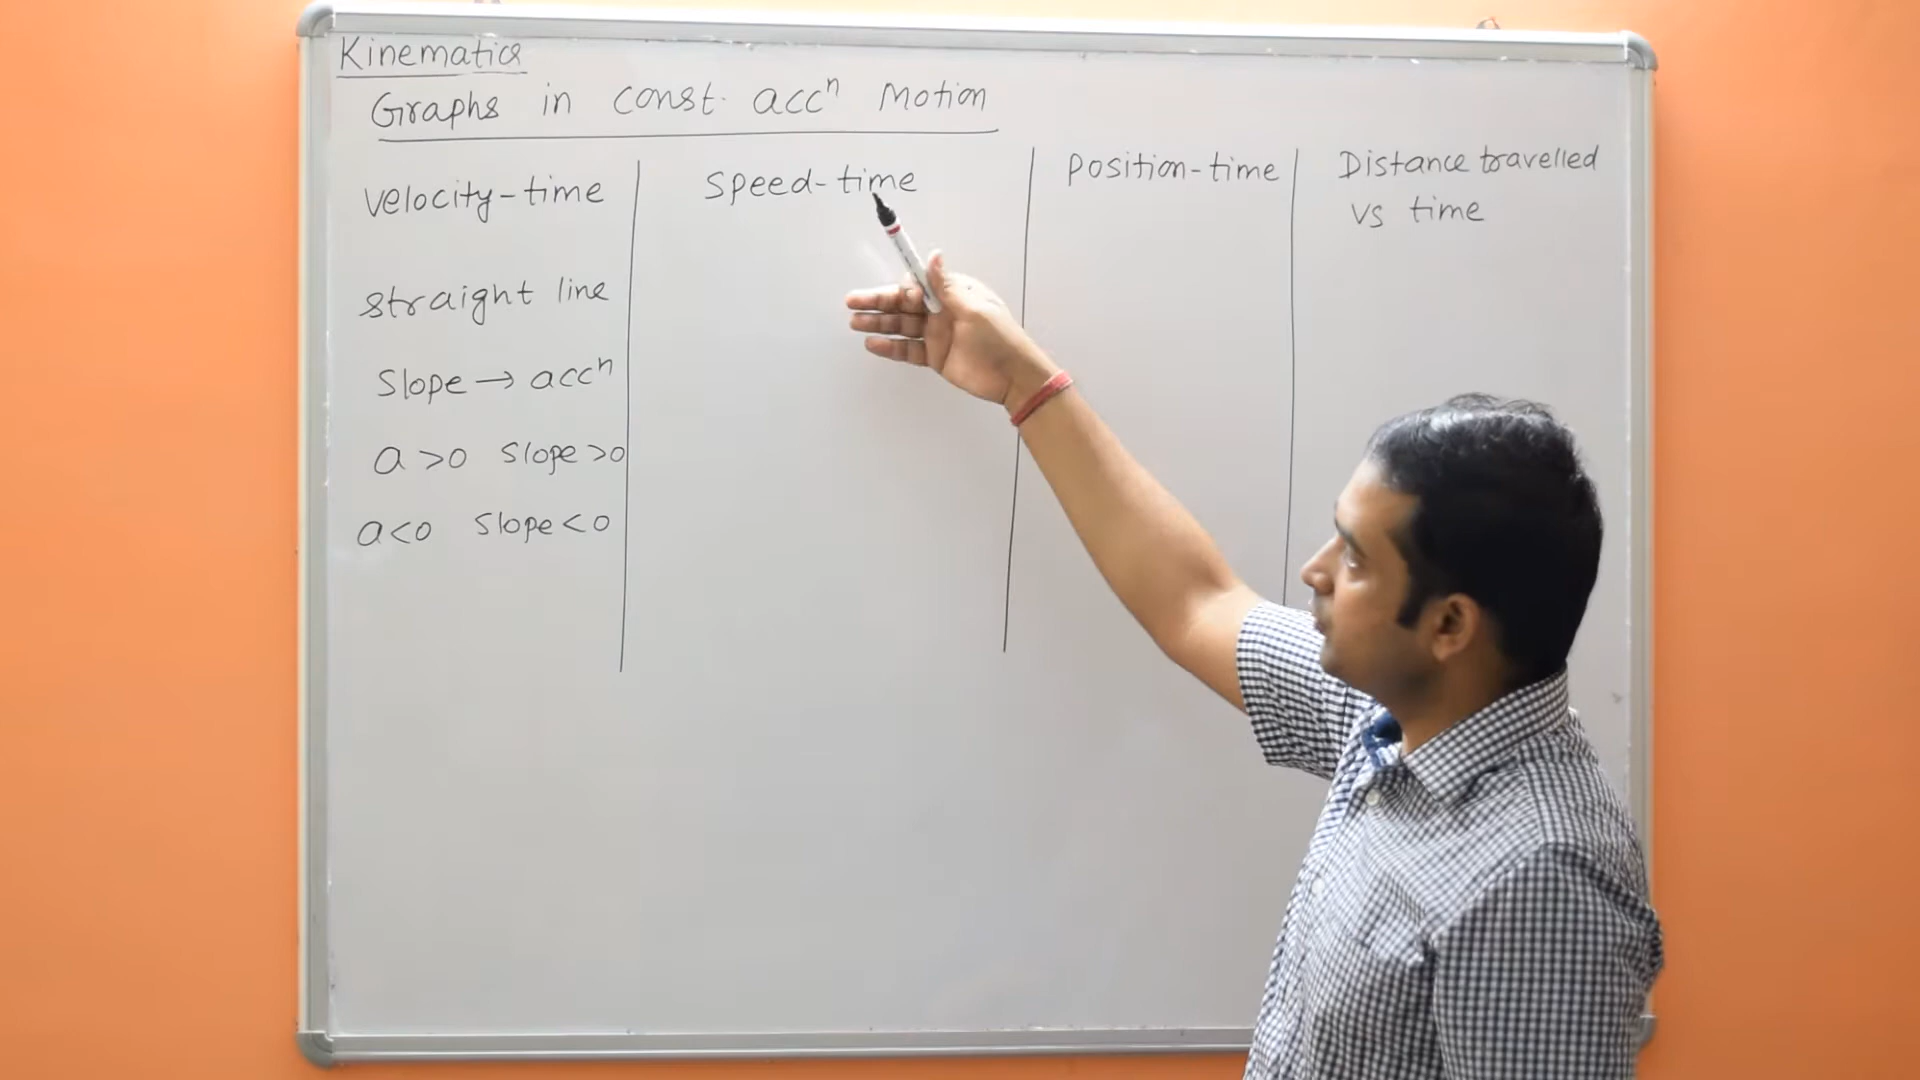 Kinematics
Graphs in const. accⁿ Motion
velocity-time
straight line
Slope → accⁿ
a >0 slope >0
a<0 slope <0
Speed-time
Position-time
Distance travelled
vs time